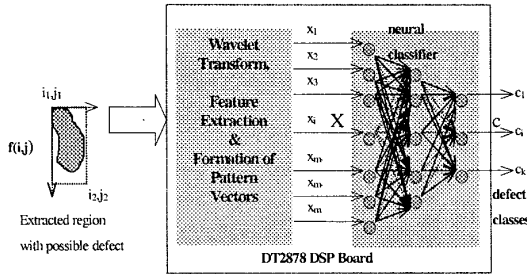 i1,j1
f(i,j)
i2,j2
Extracted region
with possible defect
Wavelet
Transform,
Feature
Extraction
&
Formation of
Pattern
Vectors
x1
x2
x3
xi
xm
xm
xm
X
neural
classifier
c1
C
ci
ck
defect
classes
DT2878 DSP Board